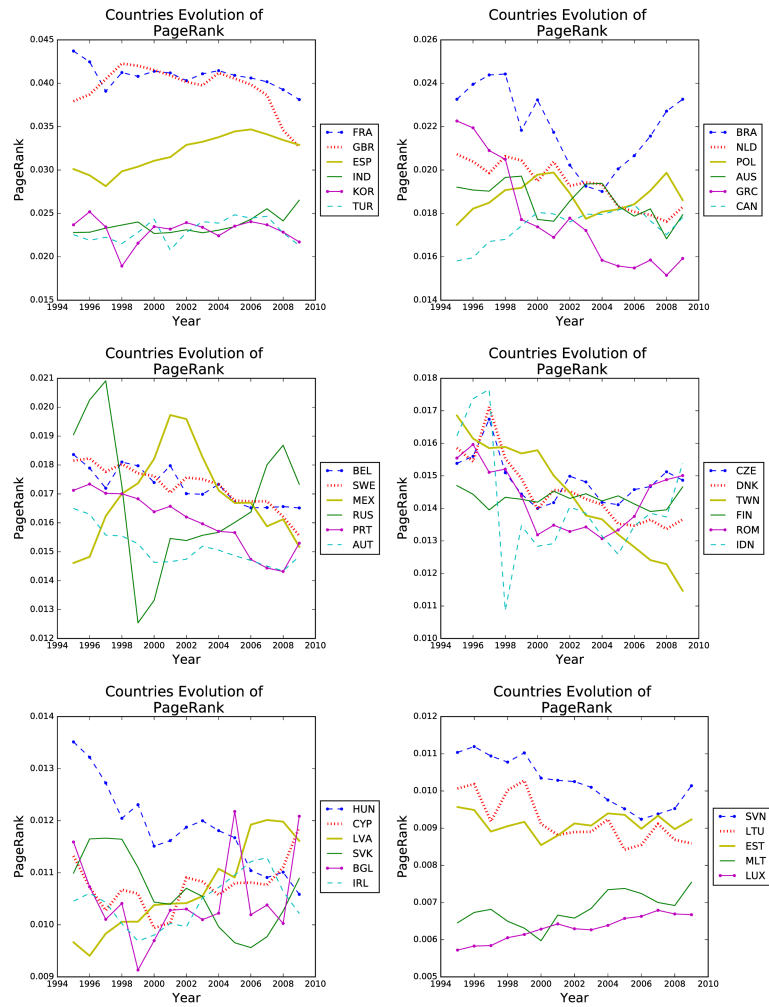 Countries Evolution of
PageRank
0.045
0.040
0.035
0.030
0.025
0.020
0.015
PageRank
1994 1996 1998 2000 2002 2004 2006 2008 2010
Year
FRA
GBR
ESP
IND
KOR
TUR
Countries Evolution of
PageRank
0.026
0.024
0.022
0.020
0.018
0.016
0.014
PageRank
1994 1996 1998 2000 2002 2004 2006 2008 2010
Year
BRA
NLD
POL
AUS
GRC
CAN
Countries Evolution of
PageRank
0.021
0.020
0.019
0.018
0.017
0.016
0.015
0.014
0.013
0.012
PageRank
1994 1996 1998 2000 2002 2004 2006 2008 2010
Year
BEL
SWE
MEX
RUS
PRT
AUT
Countries Evolution of
PageRank
0.018
0.017
0.016
0.015
0.014
0.013
0.012
0.011
0.010
PageRank
1994 1996 1998 2000 2002 2004 2006 2008 2010
Year
CZE
DNK
TWN
FIN
ROM
IDN
Countries Evolution of
PageRank
0.014
0.013
0.012
0.011
0.010
0.009
PageRank
1994 1996 1998 2000 2002 2004 2006 2008 2010
Year
HUN
CYP
LVA
SVK
BGL
IRL
Countries Evolution of
PageRank
0.012
0.011
0.010
0.009
0.008
0.007
0.006
0.005
PageRank
1994 1996 1998 2000 2002 2004 2006 2008 2010
Year
SVN
LTU
EST
MLT
LUX